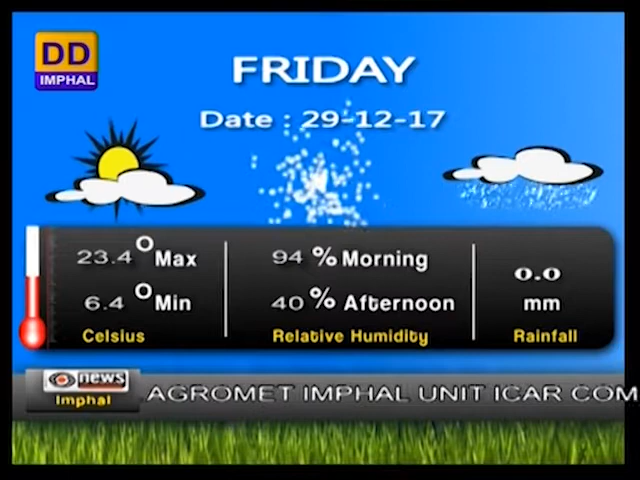 DD
IMPHAL
FRIDAY
Date : 29-12-17
23.4 O Max
6.4 O Min
Celsius
94 % Morning
40 % Afternoon
Relative Humidity
0.0
mm
Rainfall
news
Imphal
AGROMET IMPHAL UNIT ICAR COM